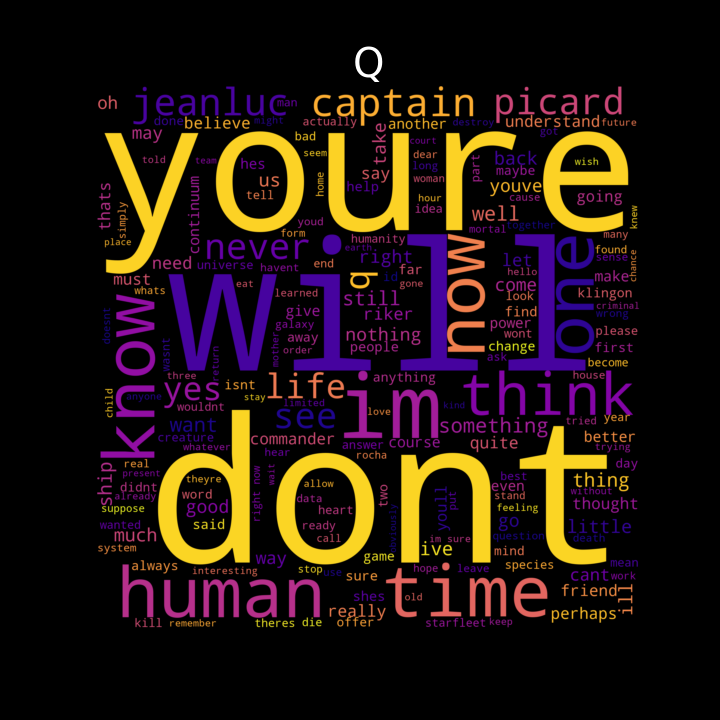 Q
oh jeanluc man captain picard
done believe night actually another destroy understand future
may bad take court got
youre
told team seem dear part wish
thats hes say long back maybe
continuum us home help woman youve going
tell hour idea cause
simply youd well mortal together knew
place form humanity
never earth right let many
need universe havent end q id far hello found sense
must eat gone come make chance
whats learned still look klingon
will now one
give riker find criminal
doesnt galaxy away nothing power wrong please
know wasnt mother order people wont change first
return ask become
three yes isnt life anything think house
child anyone stay im love kind
wouldnt limited see something tried year
want commander answer course quite better
creature whatever hear rocha trying
ship real theyre dont even best thing day
present allow
didnt word data two youll stand without
already right now wait heart put thought
suppose good feeling
wanted said ready go little
much call im sure question death
system way game live mind
always interesting stop hope leave species mean
use sure cant work
human shes old time friend ill
really perhaps
kill remember theres die offer starfleet keep